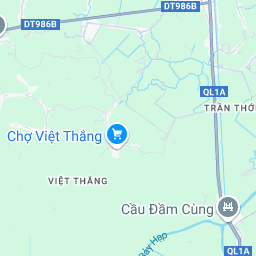 DT986B
DT986B
QL1A
TRẦN THỚI
Chợ Việt Thắng
VIỆT THẮNG
Cầu Đầm Cùng
QL1A